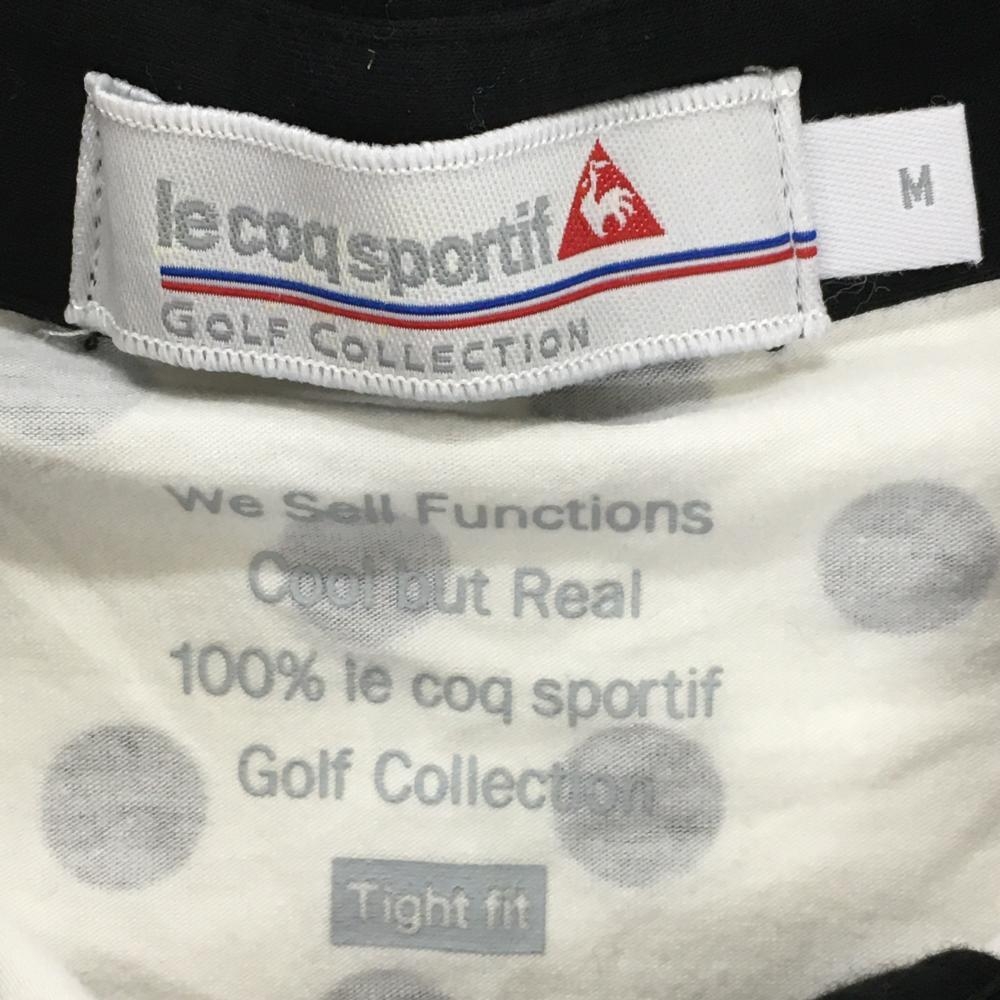 le coq sportif
GOLF COLLECTION
M
We Sell Functions
Cool but Real
100% le coq sportif
Golf Collection
Tight fit